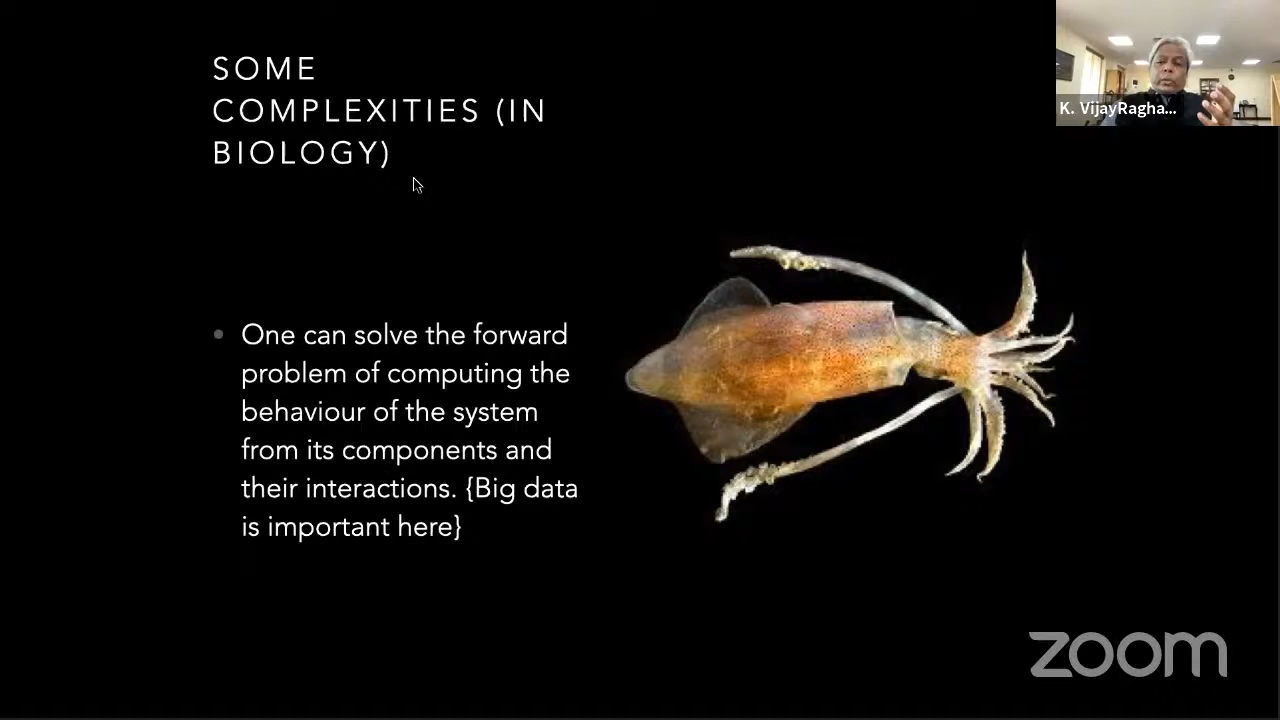 SOME
COMPLEXITIES (IN
BIOLOGY)
K. VijayRagha...
One can solve the forward
problem of computing the
behaviour of the system
from its components and
their interactions. {Big data
is important here}
zoom